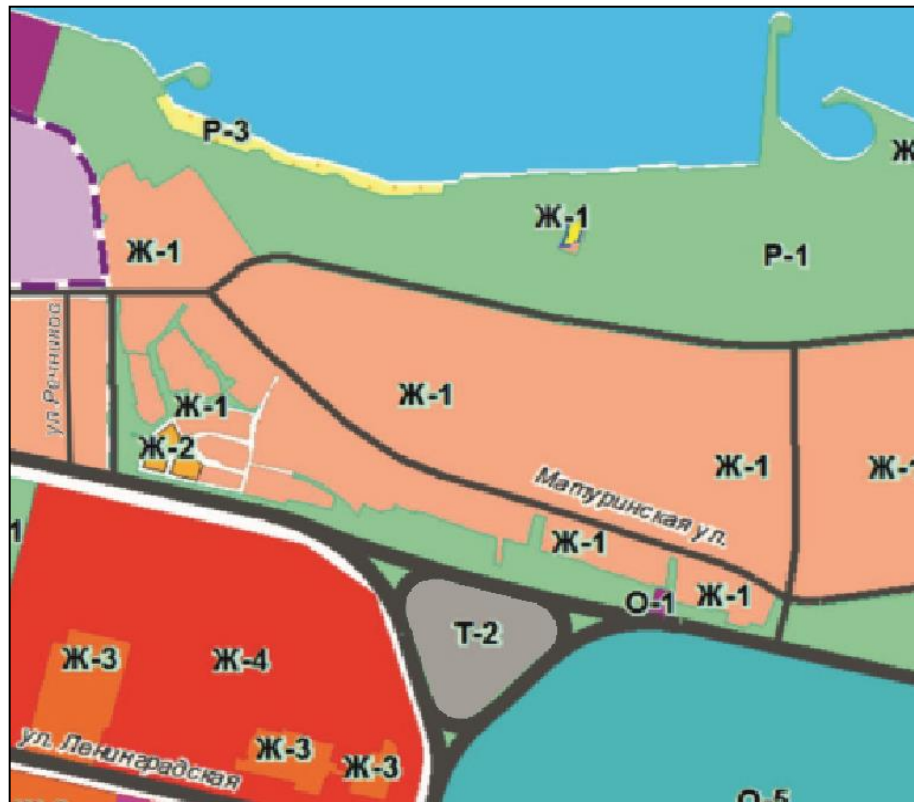 Р-3
Ж
Ж-1
Р-1
Ж-1
ул. Речников
Ж-1
Ж-1
Ж-2
Ж-1
Ж-1
Матуринская ул.
1
Ж-1
О-1
Ж-1
Т-2
Ж-3
Ж-4
ул. Ленинградская
Ж-3
Ж-3
О-5